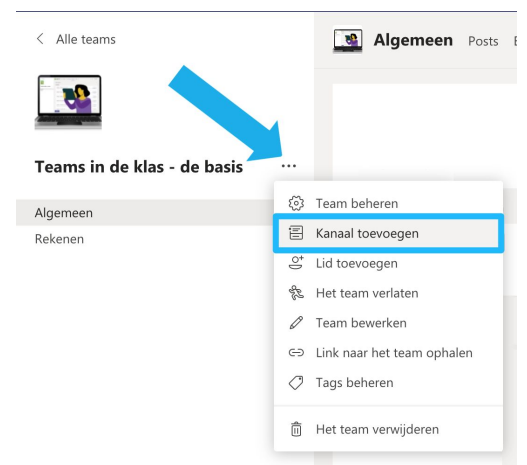 Alle teams
Algemeen Posts
Teams in de klas - de basis ...
Algemeen
Rekenen
Team beheren
Kanaal toevoegen
Lid toevoegen
Het team verlaten
Team bewerken
Link naar het team ophalen
Tags beheren
Het team verwijderen